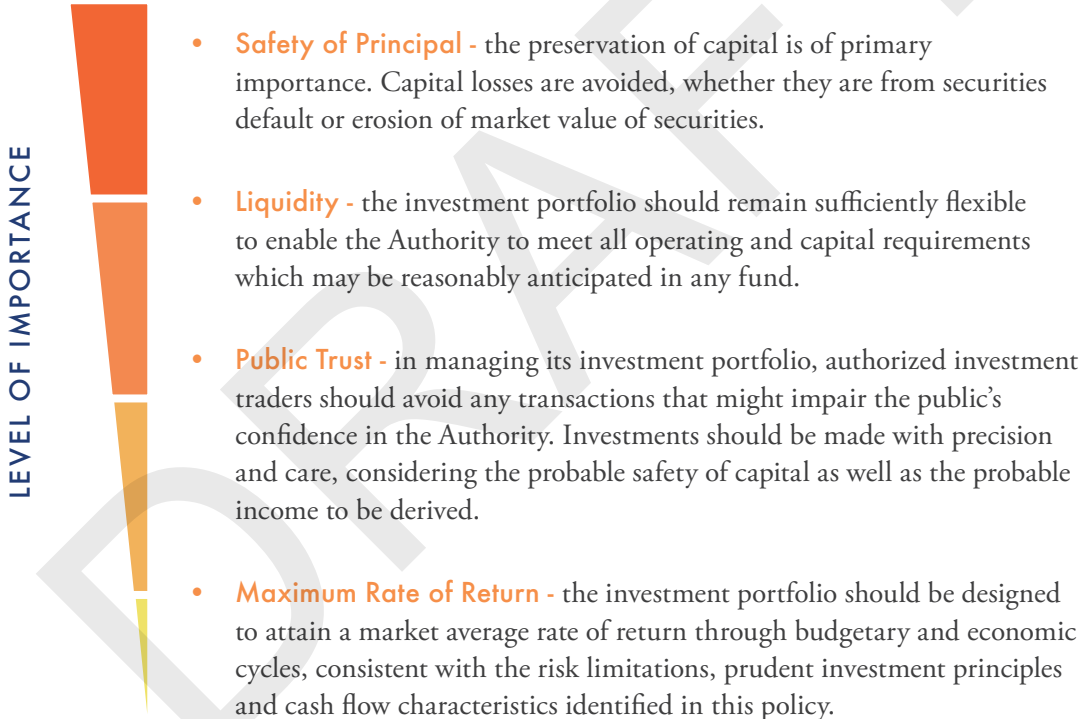 LEVEL OF IMPORTANCE
• Safety of Principal - the preservation of capital is of primary
importance. Capital losses are avoided, whether they are from securities
default or erosion of market value of securities.
• Liquidity - the investment portfolio should remain sufficiently flexible
to enable the Authority to meet all operating and capital requirements
which may be reasonably anticipated in any fund.
• Public Trust - in managing its investment portfolio, authorized investment
traders should avoid any transactions that might impair the public’s
confidence in the Authority. Investments should be made with precision
and care, considering the probable safety of capital as well as the probable
income to be derived.
• Maximum Rate of Return - the investment portfolio should be designed
to attain a market average rate of return through budgetary and economic
cycles, consistent with the risk limitations, prudent investment principles
and cash flow characteristics identified in this policy.
DRAF